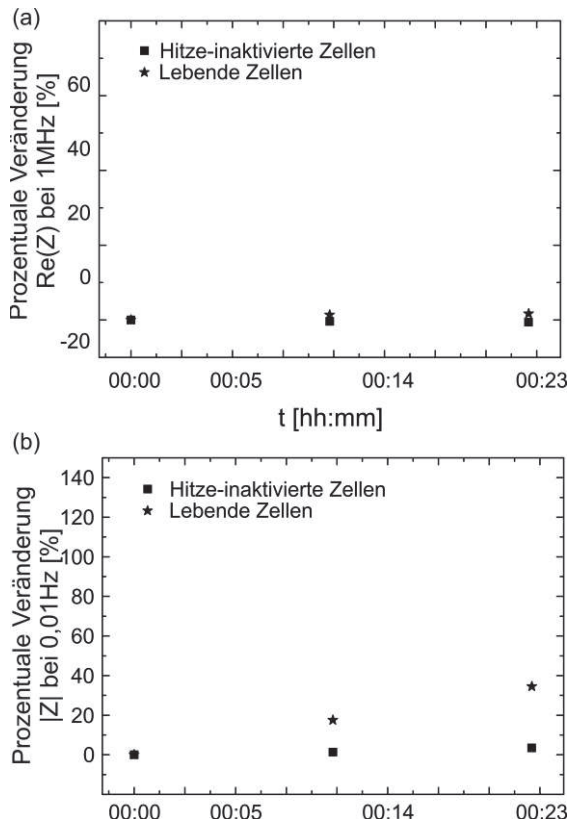 (a)
Hitze-inaktivierte Zellen
Lebende Zellen
Prozentuale Veränderung
Re(Z) bei 1MHz [%]
60
40
20
0
-20
00:00 00:05 00:14 00:23
t [hh:mm]
(b)
Hitze-inaktivierte Zellen
Lebende Zellen
Prozentuale Veränderung
|Z| bei 0,01Hz [%]
140
120
100
80
60
40
20
0
00:00 00:05 00:14 00:23